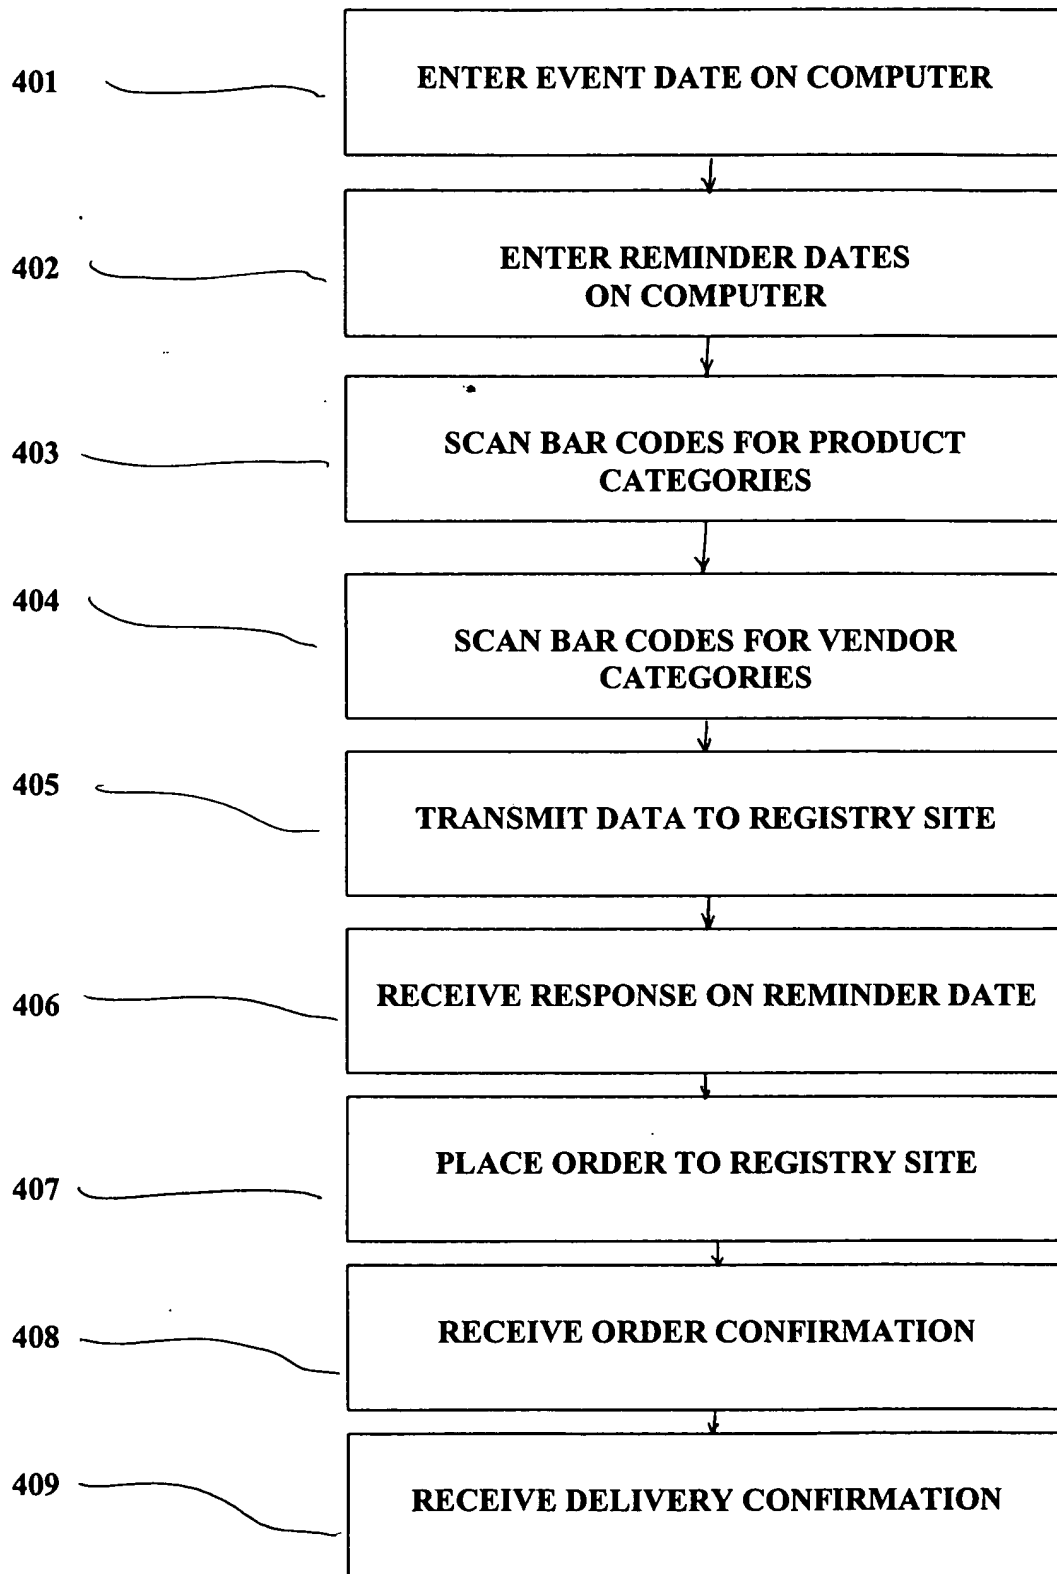 401
ENTER EVENT DATE ON COMPUTER
402
ENTER REMINDER DATES
ON COMPUTER
403
SCAN BAR CODES FOR PRODUCT
CATEGORIES
404
SCAN BAR CODES FOR VENDOR
CATEGORIES
405
TRANSMIT DATA TO REGISTRY SITE
406
RECEIVE RESPONSE ON REMINDER DATE
407
PLACE ORDER TO REGISTRY SITE
408
RECEIVE ORDER CONFIRMATION
409
RECEIVE DELIVERY CONFIRMATION